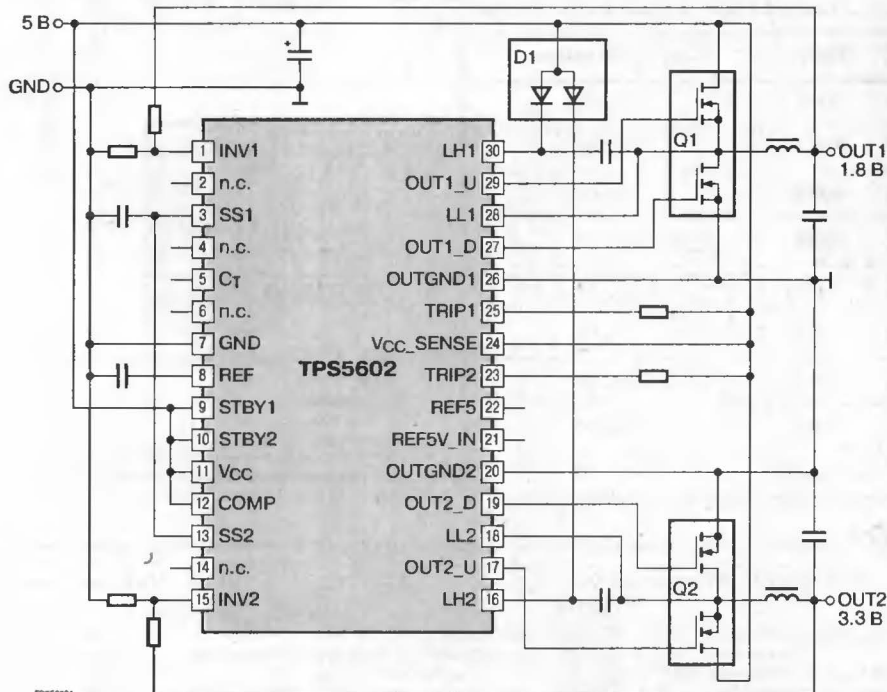 5 В
GND
D1
Q1
OUT1
1.8 В
TPS5602
1 INV1
2 n.c.
3 SS1
4 n.c.
5 CT
6 n.c.
7 GND
8 REF
9 STBY1
10 STBY2
11 VCC
12 COMP
13 SS2
14 n.c.
15 INV2
LH1 30
OUT1_U 29
LL1 28
OUT1_D 27
OUTGND1 26
TRIP1 25
VCC_SENSE 24
TRIP2 23
REF5 22
REF5V_IN 21
OUTGND2 20
OUT2_D 19
LL2 18
OUT2_U 17
LH2 16
Q2
OUT2
3.3 В